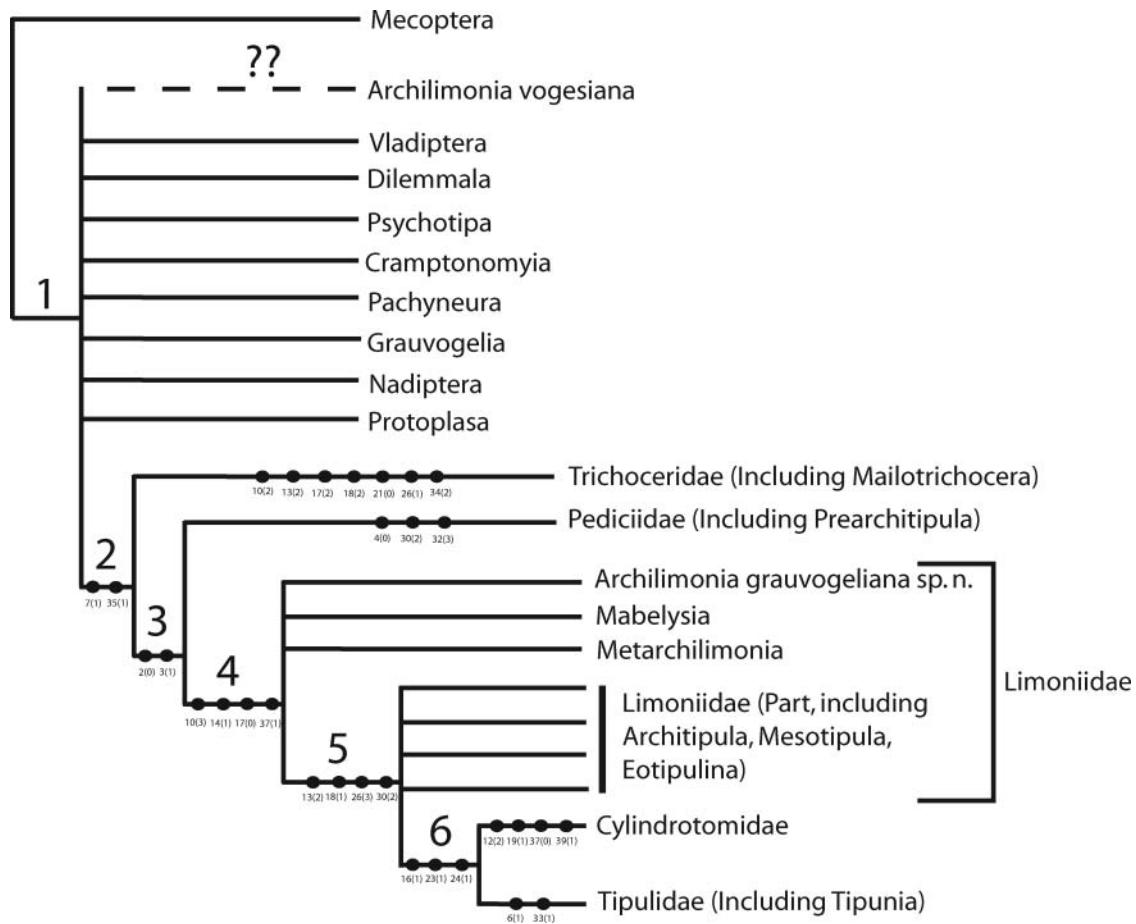 Mecoptera
??
Archilimonia vogesiana
Vladiptera
Dilemmala
Psychotipa
Cramptonomyia
1
Pachyneura
Grauvogelia
Nadiptera
Protoplasa
Trichoceridae (Including Mailotrichocera)
10(2) 13(2) 17(2) 18(2) 21(0) 26(1) 34(2)
Pediciidae (Including Prearchitipula)
4(0) 30(2) 32(3)
2
7(1) 35(1)
Archilimonia grauvogeliana sp. n.
Mabelysia
3
2(0) 3(1)
Metarchilimonia
Limoniidae
4
10(3) 14(1) 17(0) 37(1)
Limoniidae (Part, including
Architipula, Mesotipula,
Eotipulina)
5
13(2) 18(1) 26(3) 30(2)
Cylindrotomidae
12(2) 19(1) 37(0) 39(1)
6
16(1) 23(1) 24(1)
Tipulidae (Including Tipunia)
6(1) 33(1)